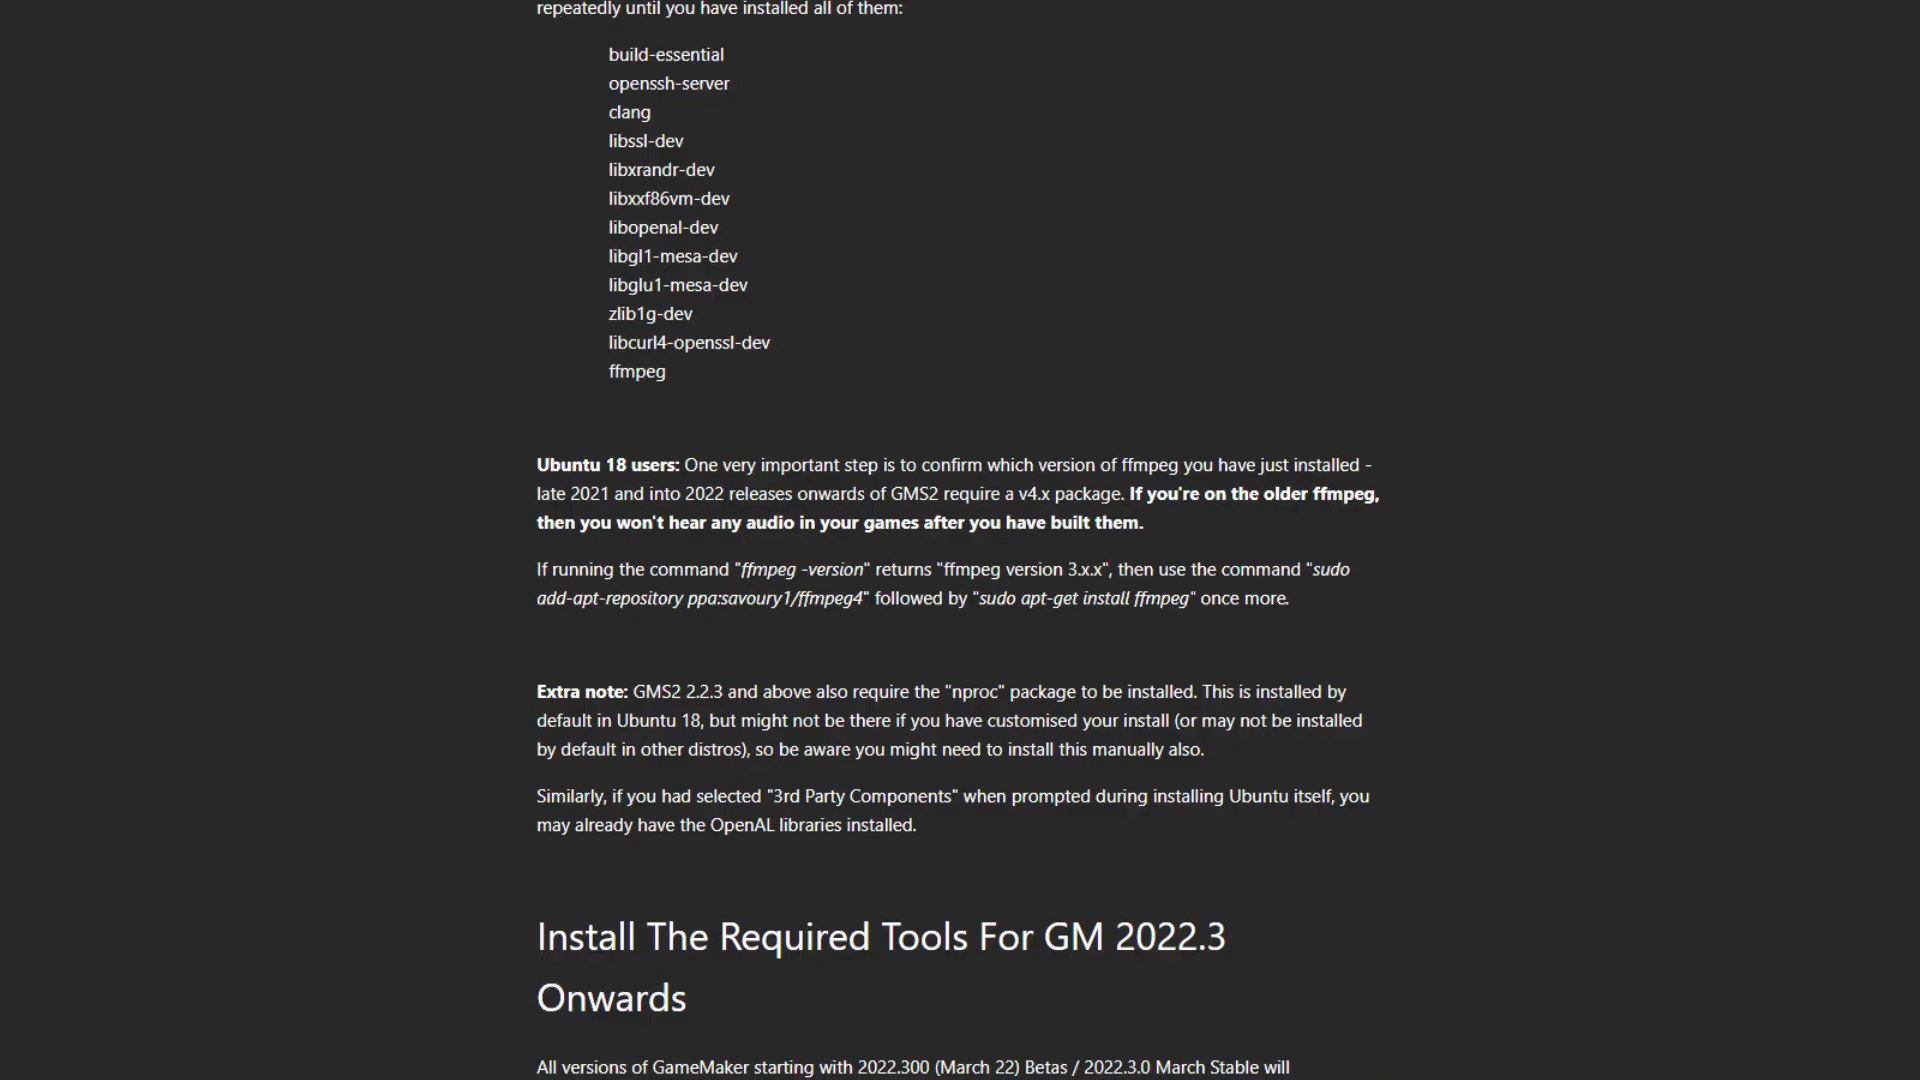 repeatedly until you have installed all of them:
build-essential
openssh-server
clang
libssl-dev
libxrandr-dev
libxxf86vm-dev
libopenal-dev
libgl1-mesa-dev
libglu1-mesa-dev
zlib1g-dev
libcurl4-openssl-dev
ffmpeg
Ubuntu 18 users: One very important step is to confirm which version of ffmpeg you have just installed -
late 2021 and into 2022 releases onwards of GMS2 require a v4.x package. If you're on the older ffmpeg,
then you won't hear any audio in your games after you have built them.
If running the command "ffmpeg -version" returns "ffmpeg version 3.x.x", then use the command "sudo
add-apt-repository ppa:savoury1/ffmpeg4" followed by "sudo apt-get install ffmpeg" once more.
Extra note: GMS2 2.2.3 and above also require the "nproc" package to be installed. This is installed by
default in Ubuntu 18, but might not be there if you have customised your install (or may not be installed
by default in other distros), so be aware you might need to install this manually also.
Similarly, if you had selected "3rd Party Components" when prompted during installing Ubuntu itself, you
may already have the OpenAL libraries installed.
Install The Required Tools For GM 2022.3
Onwards
All versions of GameMaker starting with 2022.300 (March 22) Betas / 2022.3.0 March Stable will